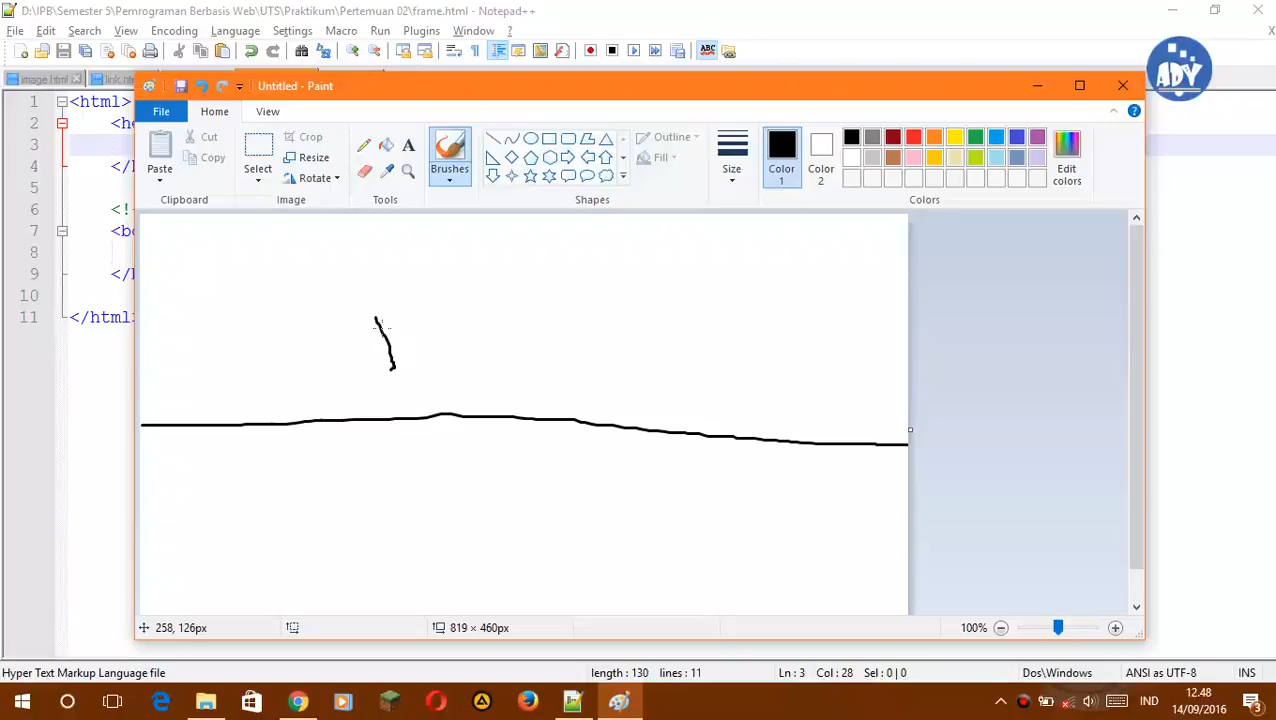 D:\IPB\Semester 5\Pemrograman Berbasis Web\UTS\Praktikum\Pertemuan 02\frame.html - Notepad++
File Edit Search View Encoding Language Settings Macro Run Plugins Window ?
image.html
ADY
Untitled - Paint
File Home View
Paste Cut Copy Select Crop Resize Rotate Brushes Outline Fill Size Color 1 Color 2 Edit colors
Clipboard Image Tools Shapes Colors
1 <html>
2 <he
3
4 </h
5
6 <!-
7 <bo
8
9
10
11 </html>
258, 126px 819 × 460px 100%
Hyper Text Markup Language file length : 130 lines : 11 Ln : 3 Col : 28 Sel : 0 | 0 Dos\Windows ANSI as UTF-8 INS
IND 12.48
14/09/2016 3